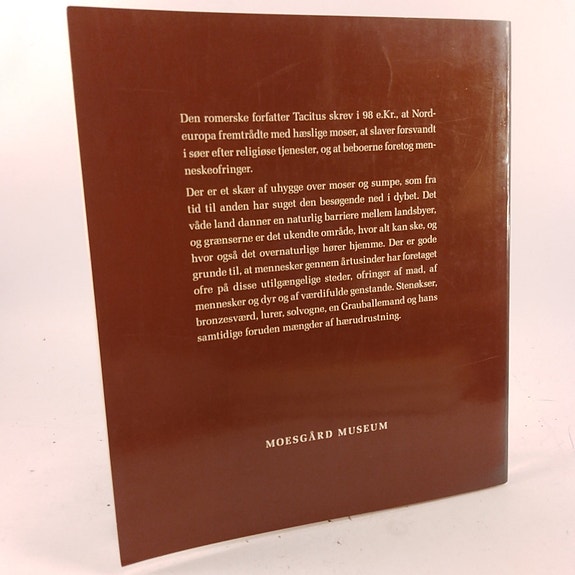 Den romerske forfatter Tacitus skrev i 98 e.Kr., at Nord-
europa fremtrådte med hæslige moser, at slaver forsvandt
i søer efter religiøse tjenester, og at beboerne foretog men-
neskeofringer.
Der er et skær af uhygge over moser og sumpe, som fra
tid til anden har suget den besøgende ned i dybet. Det
våde land danner en naturlig barriere mellem landsbyer,
og grænserne er det ukendte område, hvor alt kan ske, og
hvor også det overnaturlige hører hjemme. Der er gode
grunde til, at mennesker gennem årtusinder har foretaget
ofre på disse utilgængelige steder, ofringer af mad, af
mennesker og dyr og af værdifulde genstande. Stenøkser,
bronzesværd, lurer, solvogne, en Grauballemand og hans
samtidige foruden mængder af hærudrustning.
MOESGÅRD MUSEUM